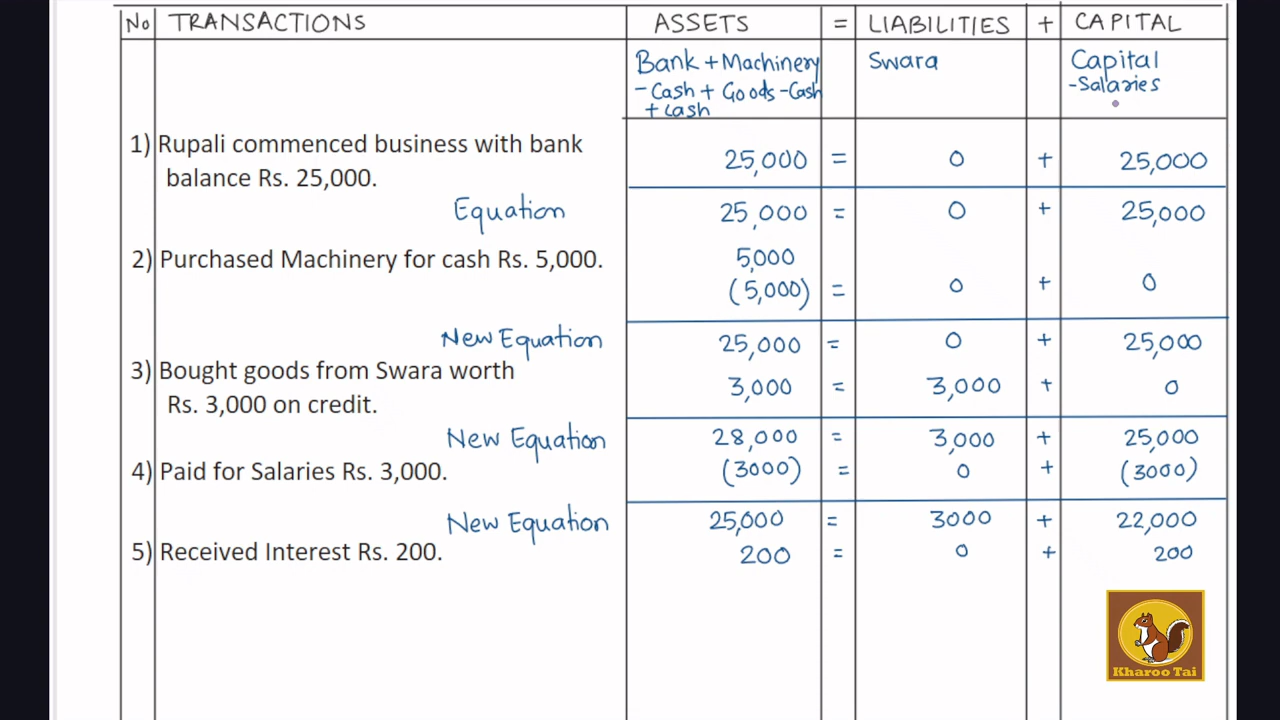 No TRANSACTIONS ASSETS = LIABILITIES + CAPITAL
Bank + Machinery Swara Capital
- Cash + Goods - Cash - Salaries
+ Cash
1) Rupali commenced business with bank 25,000 = 0 + 25,000
balance Rs. 25,000.
Equation 25,000 = 0 + 25,000
2) Purchased Machinery for cash Rs. 5,000. 5,000
(5,000) = 0 + 0
New Equation 25,000 = 0 + 25,000
3) Bought goods from Swara worth 3,000 = 3,000 + 0
Rs. 3,000 on credit.
New Equation 28,000 = 3,000 + 25,000
4) Paid for Salaries Rs. 3,000. (3000) = 0 + (3000)
New Equation 25,000 = 3000 + 22,000
5) Received Interest Rs. 200. 200 = 0 + 200
Kharoo Tai